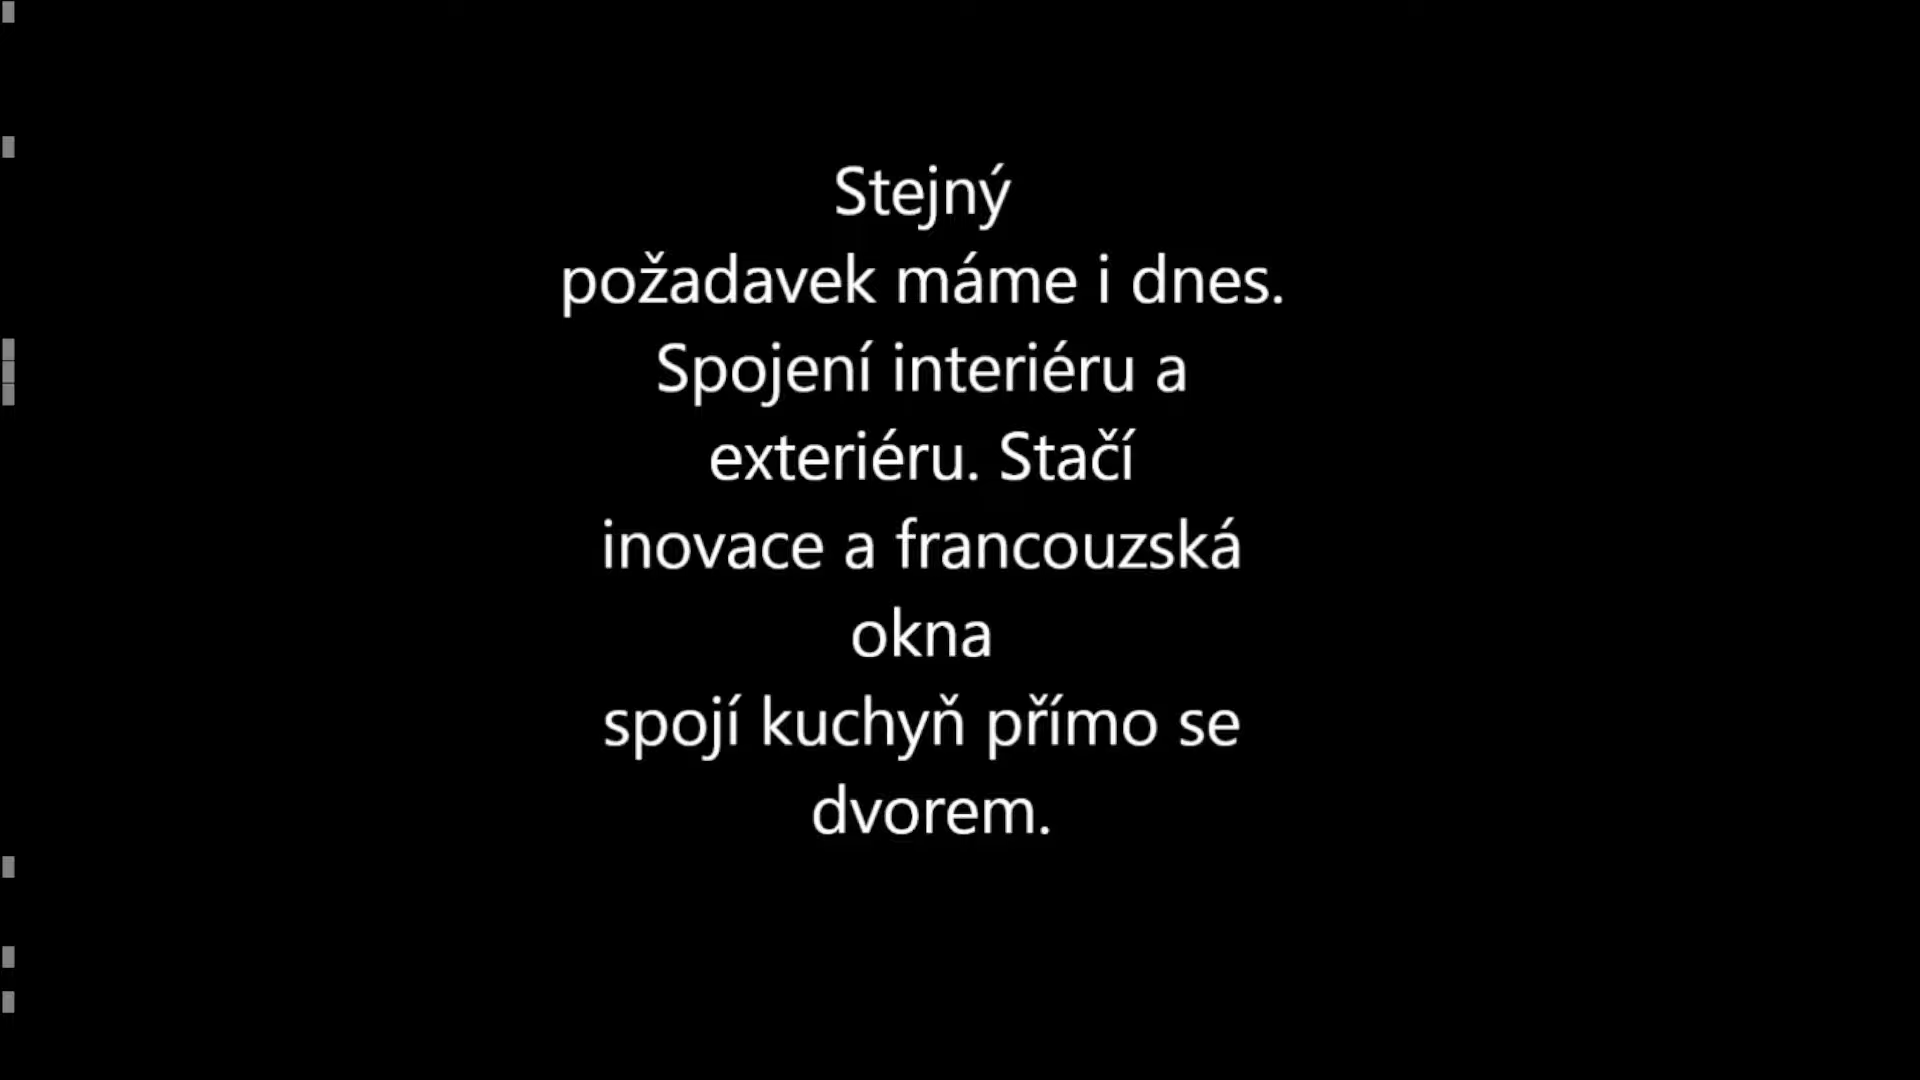 Stejný
požadavek máme i dnes.
Spojení interiéru a
exteriéru. Stačí
inovace a francouzská
okna
spojí kuchyň přímo se
dvorem.